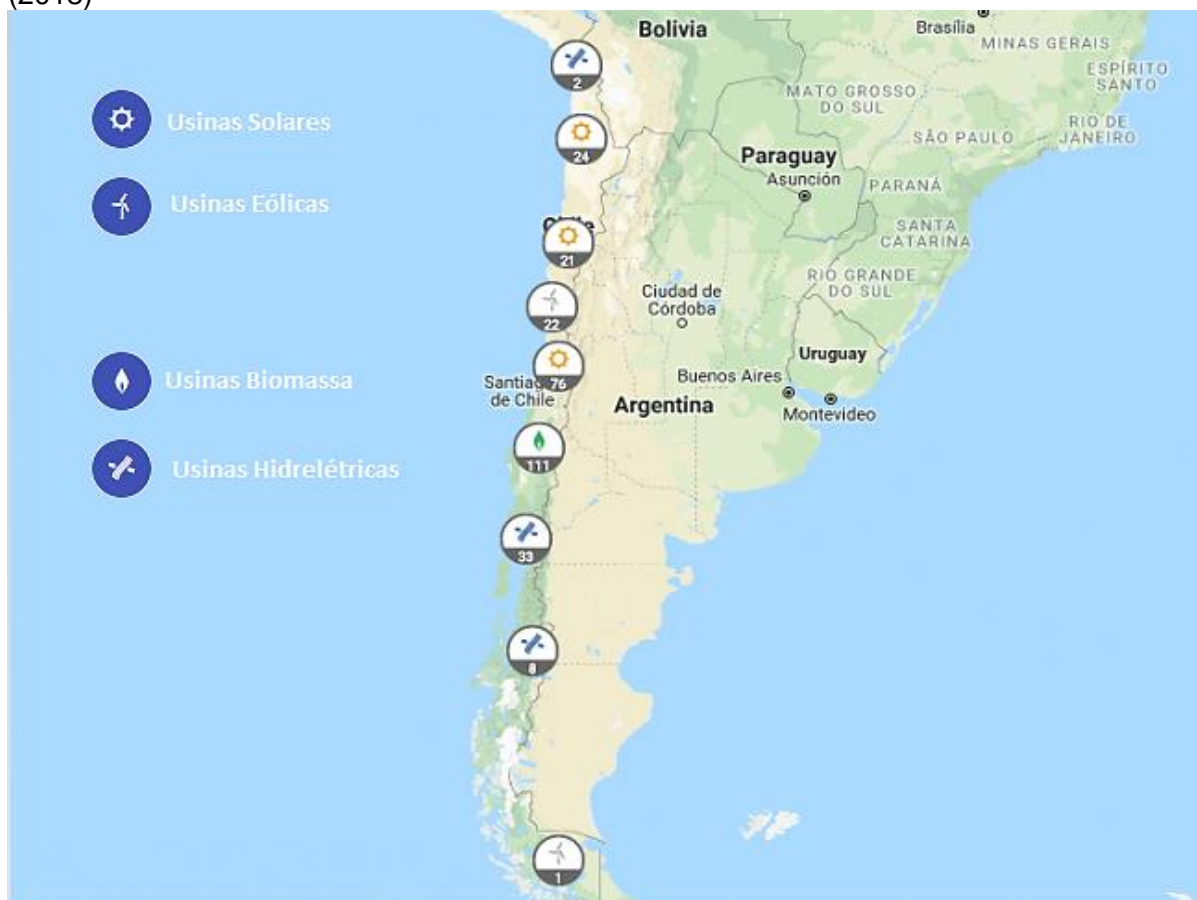 Bolivia
Brasília
MINAS GERAIS
ESPÍRITO
SANTO
2
MATO GROSSO
DO SUL
Usinas Solares
RIO DE
JANEIRO
SÃO PAULO
24
Paraguay
Asunción
PARANÁ
Usinas Eólicas
SANTA
CATARINA
21
RIO GRANDE
DO SUL
Ciudad de
Córdoba
22
Uruguay
76
Buenos Aires
de Chile
Argentina
Montevideo
Usinas Biomassa
111
Usinas Hidrelétricas
33
8
1